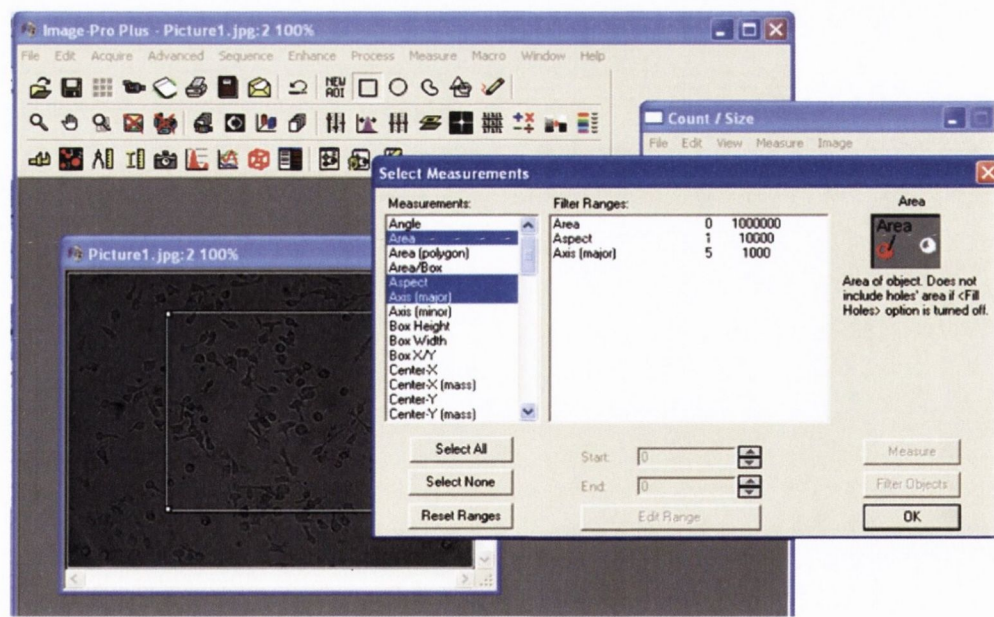 Image-Pro Plus - Picture1.jpg:2 100%
File Edit Acquire Advanced Sequence Enhance Process Measure Macro Window Help
NEW AOI
Count / Size
File Edit View Measure Image
Select Measurements
Measurements:
Angle
Area
Area (polygon)
Area/Box
Aspect
Axis (major)
Axis (minor)
Box Height
Box Width
Box X/Y
Center-X
Center-X (mass)
Center-Y
Center-Y (mass)
Filter Ranges:
Area 0 1000000
Aspect 1 10000
Axis (major) 5 1000
Area
Area
Area of object. Does not
include holes' area if <Fill
Holes> option is turned off.
Picture1.jpg:2 100%
Select All
Select None
Reset Ranges
Start: 0
End: 0
Edit Range
Measure
Filter Objects
OK